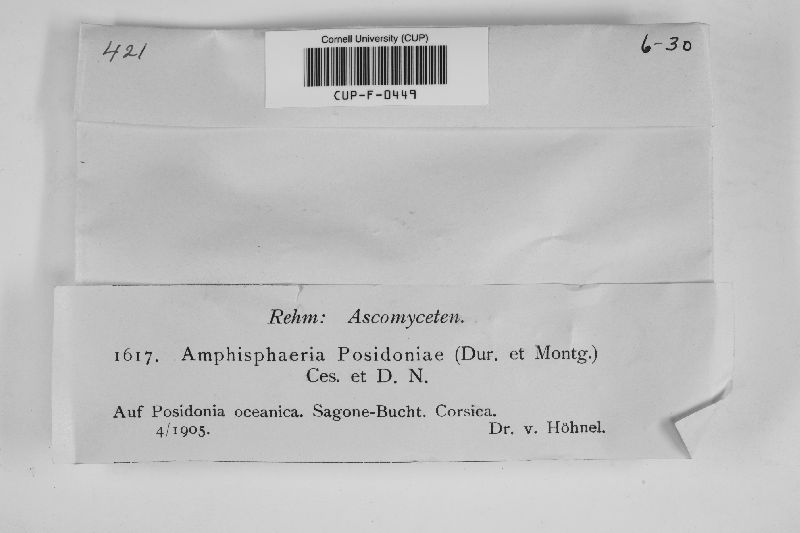 421
Cornell University (CUP)
6-30
CUP-F-0449
Rehm: Ascomyceten.
1617. Amphisphaeria Posidoniae (Dur. et Montg.)
Ces. et D. N.
Auf Posidonia oceanica. Sagone-Bucht. Corsica.
4/1905. Dr. v. Höhnel.